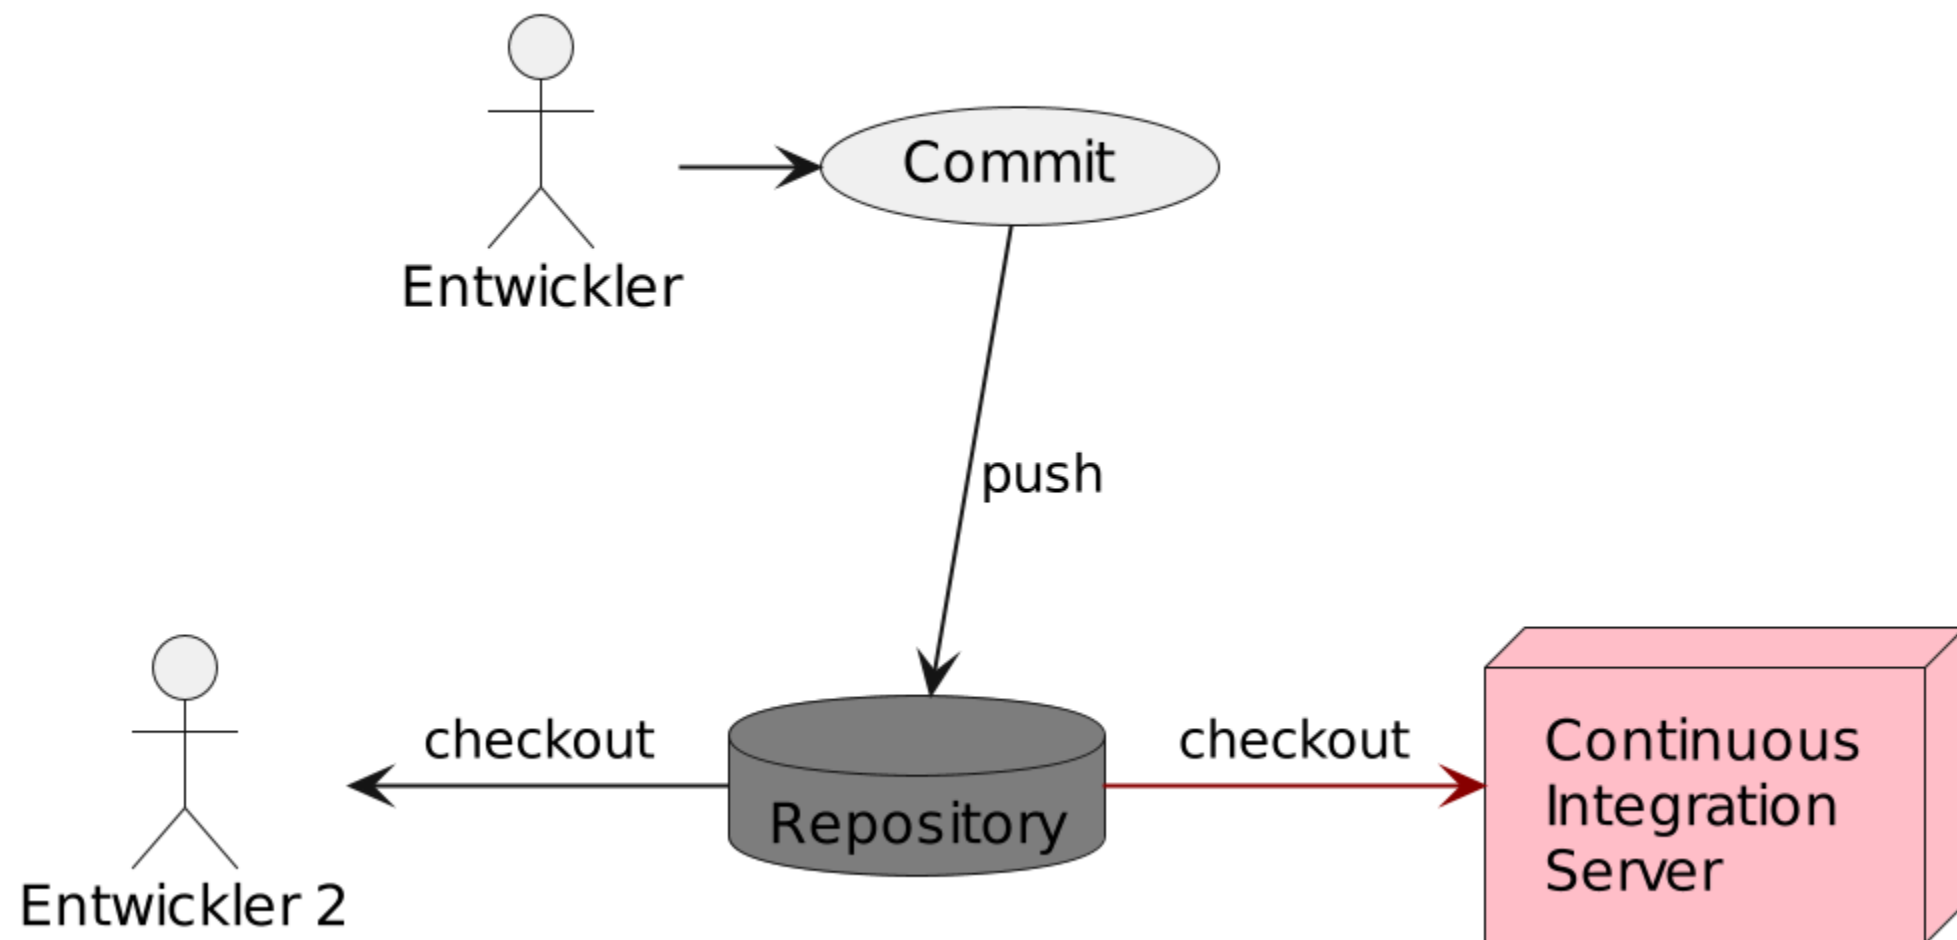 Commit
Entwickler
push
checkout
checkout
Repository
Continuous
Integration
Server
Entwickler 2